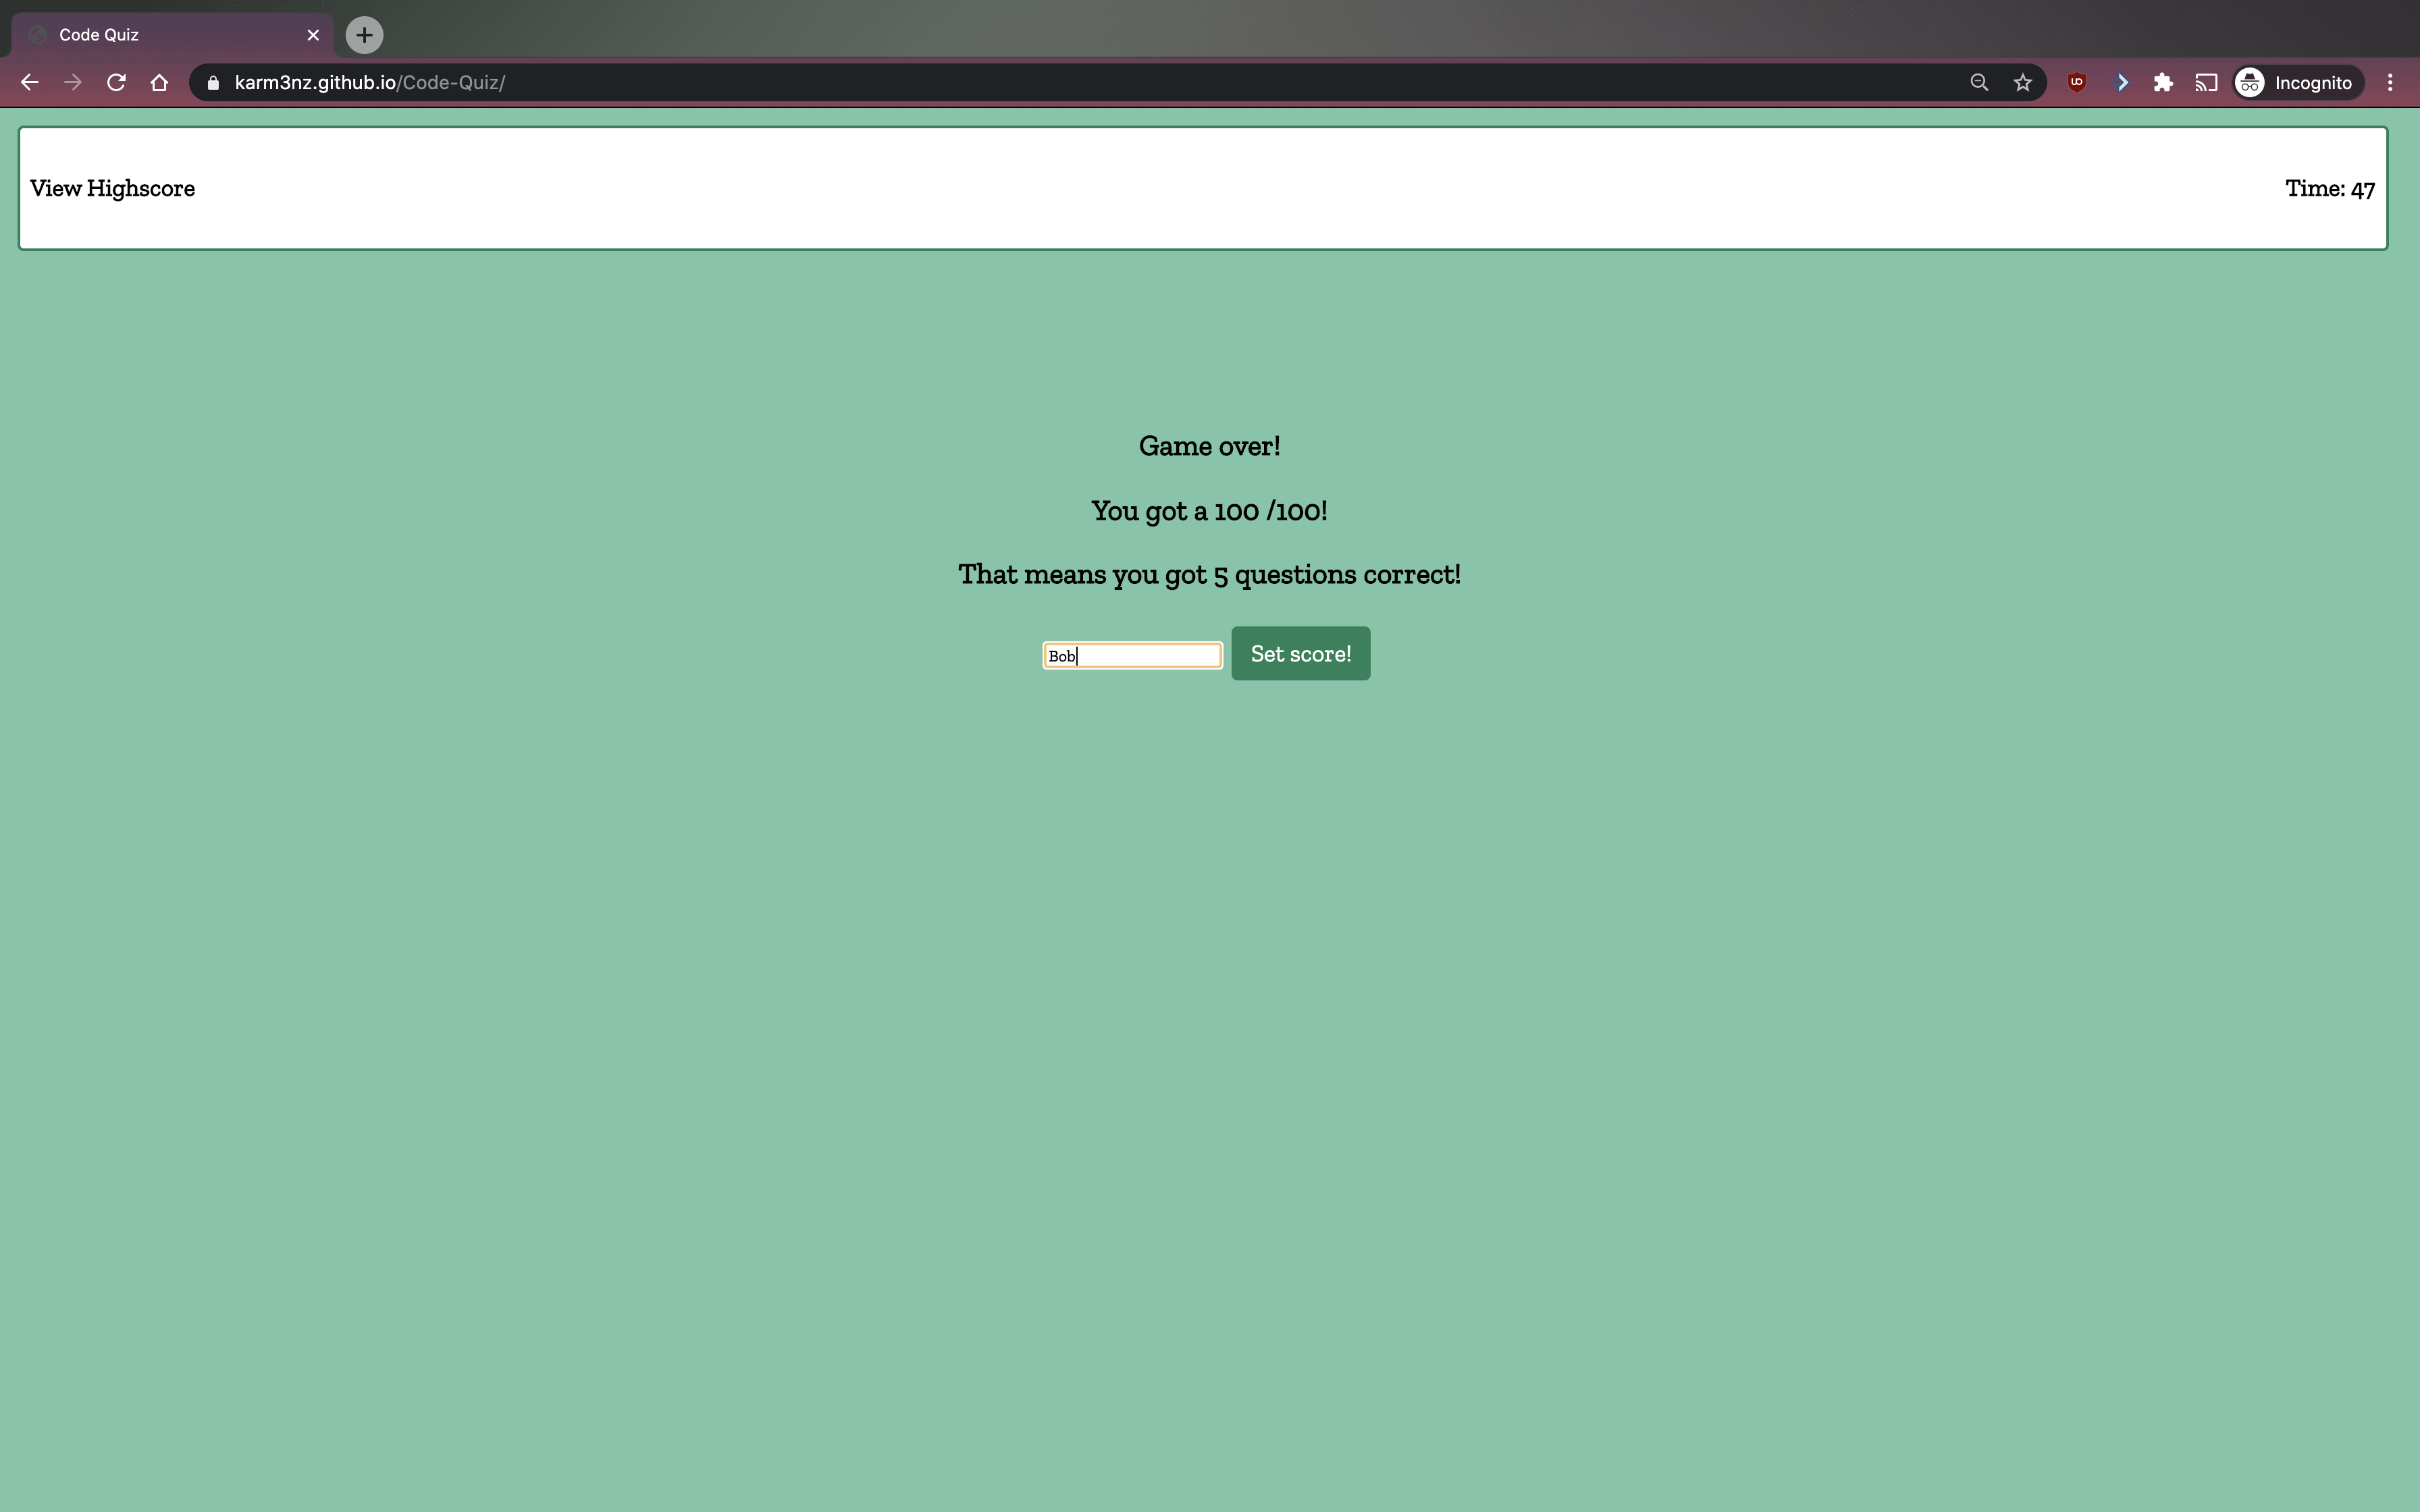 Code Quiz
karm3nz.github.io/Code-Quiz/
Incognito
View Highscore
Time: 47
Game over!
You got a 100 /100!
That means you got 5 questions correct!
Bob
Set score!